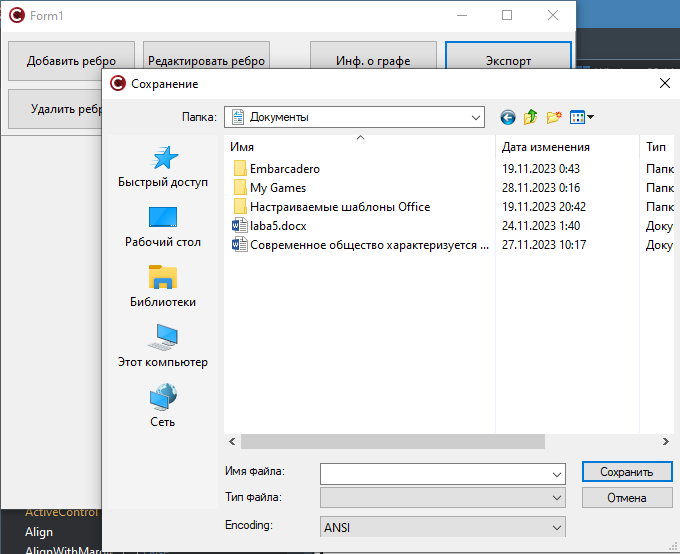 Form1
Добавить ребро
Редактировать ребро
Инф. о графе
Экспорт
Удалить ребр
Сохранение
Папка:
Документы
Имя
Дата изменения
Тип
Быстрый доступ
Рабочий стол
Библиотеки
Этот компьютер
Сеть
Embarcadero
19.11.2023 0:43
Папк
My Games
28.11.2023 0:16
Папк
Настраиваемые шаблоны Office
19.11.2023 20:42
Папк
laba5.docx
24.11.2023 1:40
Доку
Современное общество характеризуется ...
27.11.2023 10:17
Доку
Имя файла:
Сохранить
Тип файла:
Отмена
Encoding:
ANSI
ActiveControl
Align